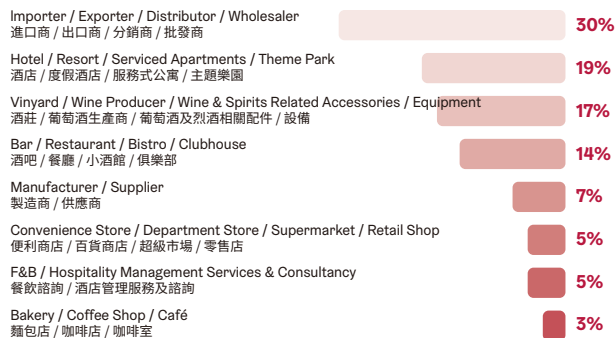 Importer / Exporter / Distributor / Wholesaler
進口商 / 出口商 / 分銷商 / 批發商
30%
Hotel / Resort / Serviced Apartments / Theme Park
酒店 / 度假酒店 / 服務式公寓 / 主題樂園
19%
Vinyard / Wine Producer / Wine & Spirits Related Accessories / Equipment
酒莊 / 葡萄酒生產商 / 葡萄酒及烈酒相關配件 / 設備
17%
Bar / Restaurant / Bistro / Clubhouse
酒吧 / 餐廳 / 小酒館 / 俱樂部
14%
Manufacturer / Supplier
製造商 / 供應商
7%
Convenience Store / Department Store / Supermarket / Retail Shop
便利商店 / 百貨商店 / 超級市場 / 零售店
5%
F&B / Hospitality Management Services & Consultancy
餐飲諮詢 / 酒店管理服務及諮詢
5%
Bakery / Coffee Shop / Café
麵包店 / 咖啡店 / 咖啡室
3%